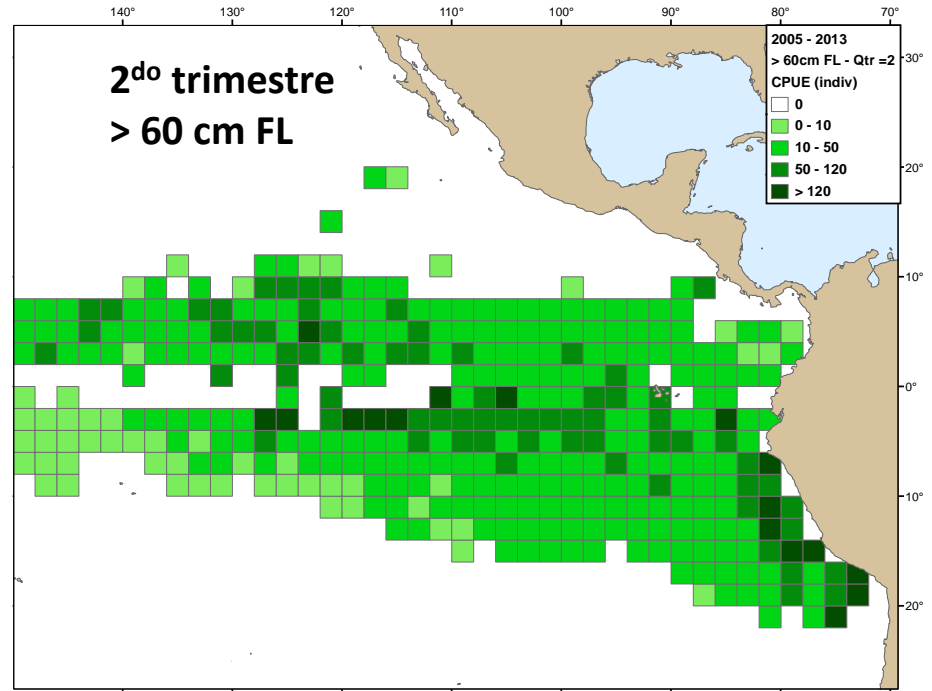 140° 130° 120° 110° 100° 90° 80° 70°
2do trimestre
> 60 cm FL
2005 - 2013
> 60cm FL - Qtr =2
CPUE (indiv)
0
0 - 10
10 - 50
50 - 120
> 120
30°
20°
10°
0°
10°
20°